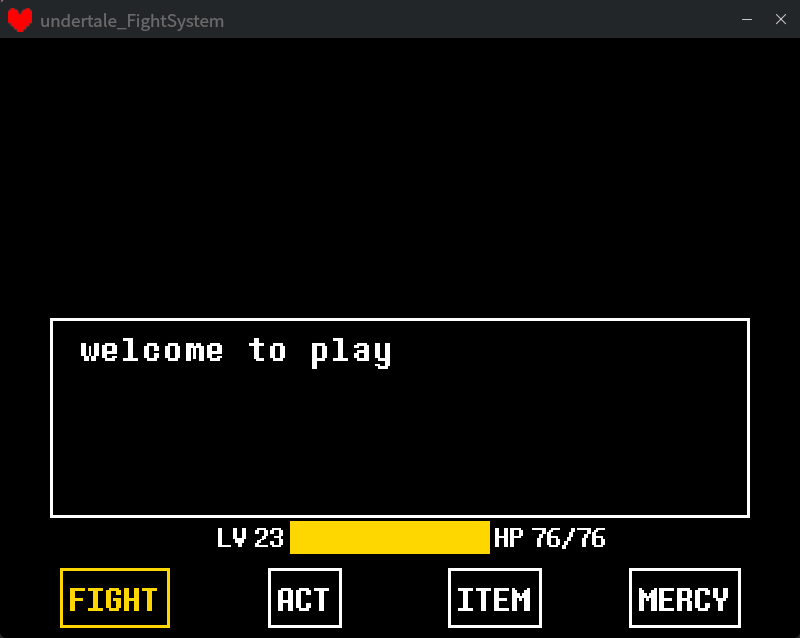 undertale_FightSystem
welcome to play
LV 23 HP 76/76
FIGHT ACT ITEM MERCY